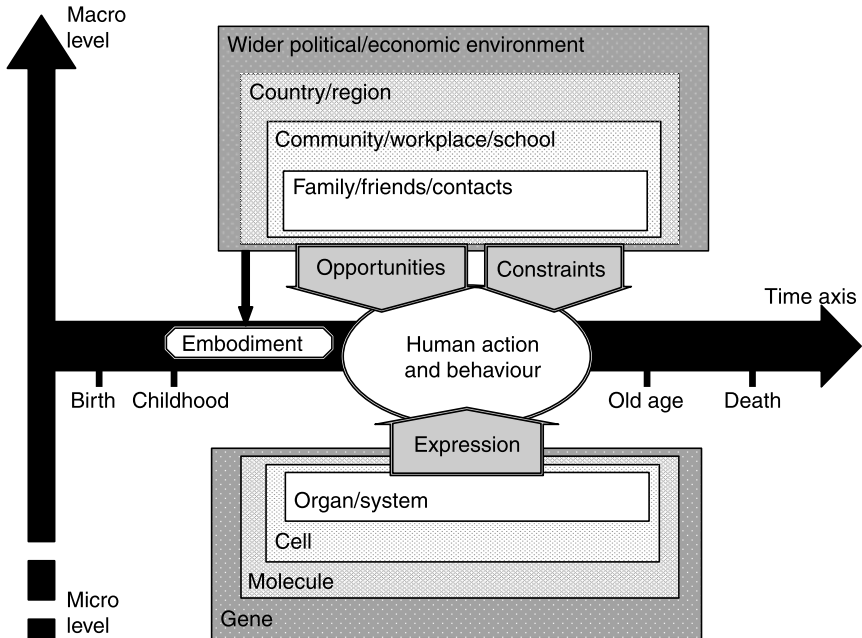 Macro
level
Wider political/economic environment
Country/region
Community/workplace/school
Family/friends/contacts
Opportunities
Constraints
Time axis
Embodiment
Human action
and behaviour
Birth
Childhood
Old age
Death
Expression
Organ/system
Cell
Molecule
Gene
Micro
level